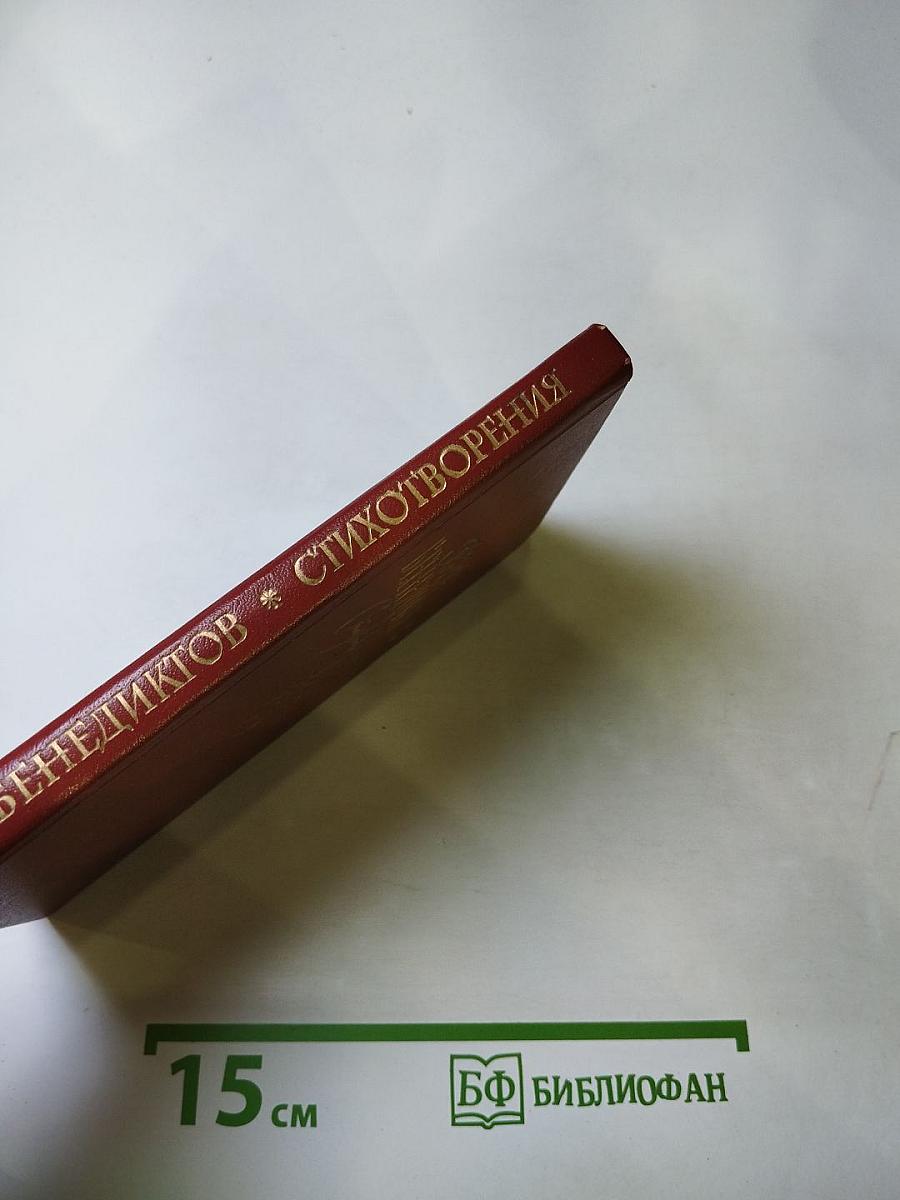 БЕНЕДИКТОВ * СТИХОТВОРЕНИЯ
15 см
БФ БИБЛИОФАН